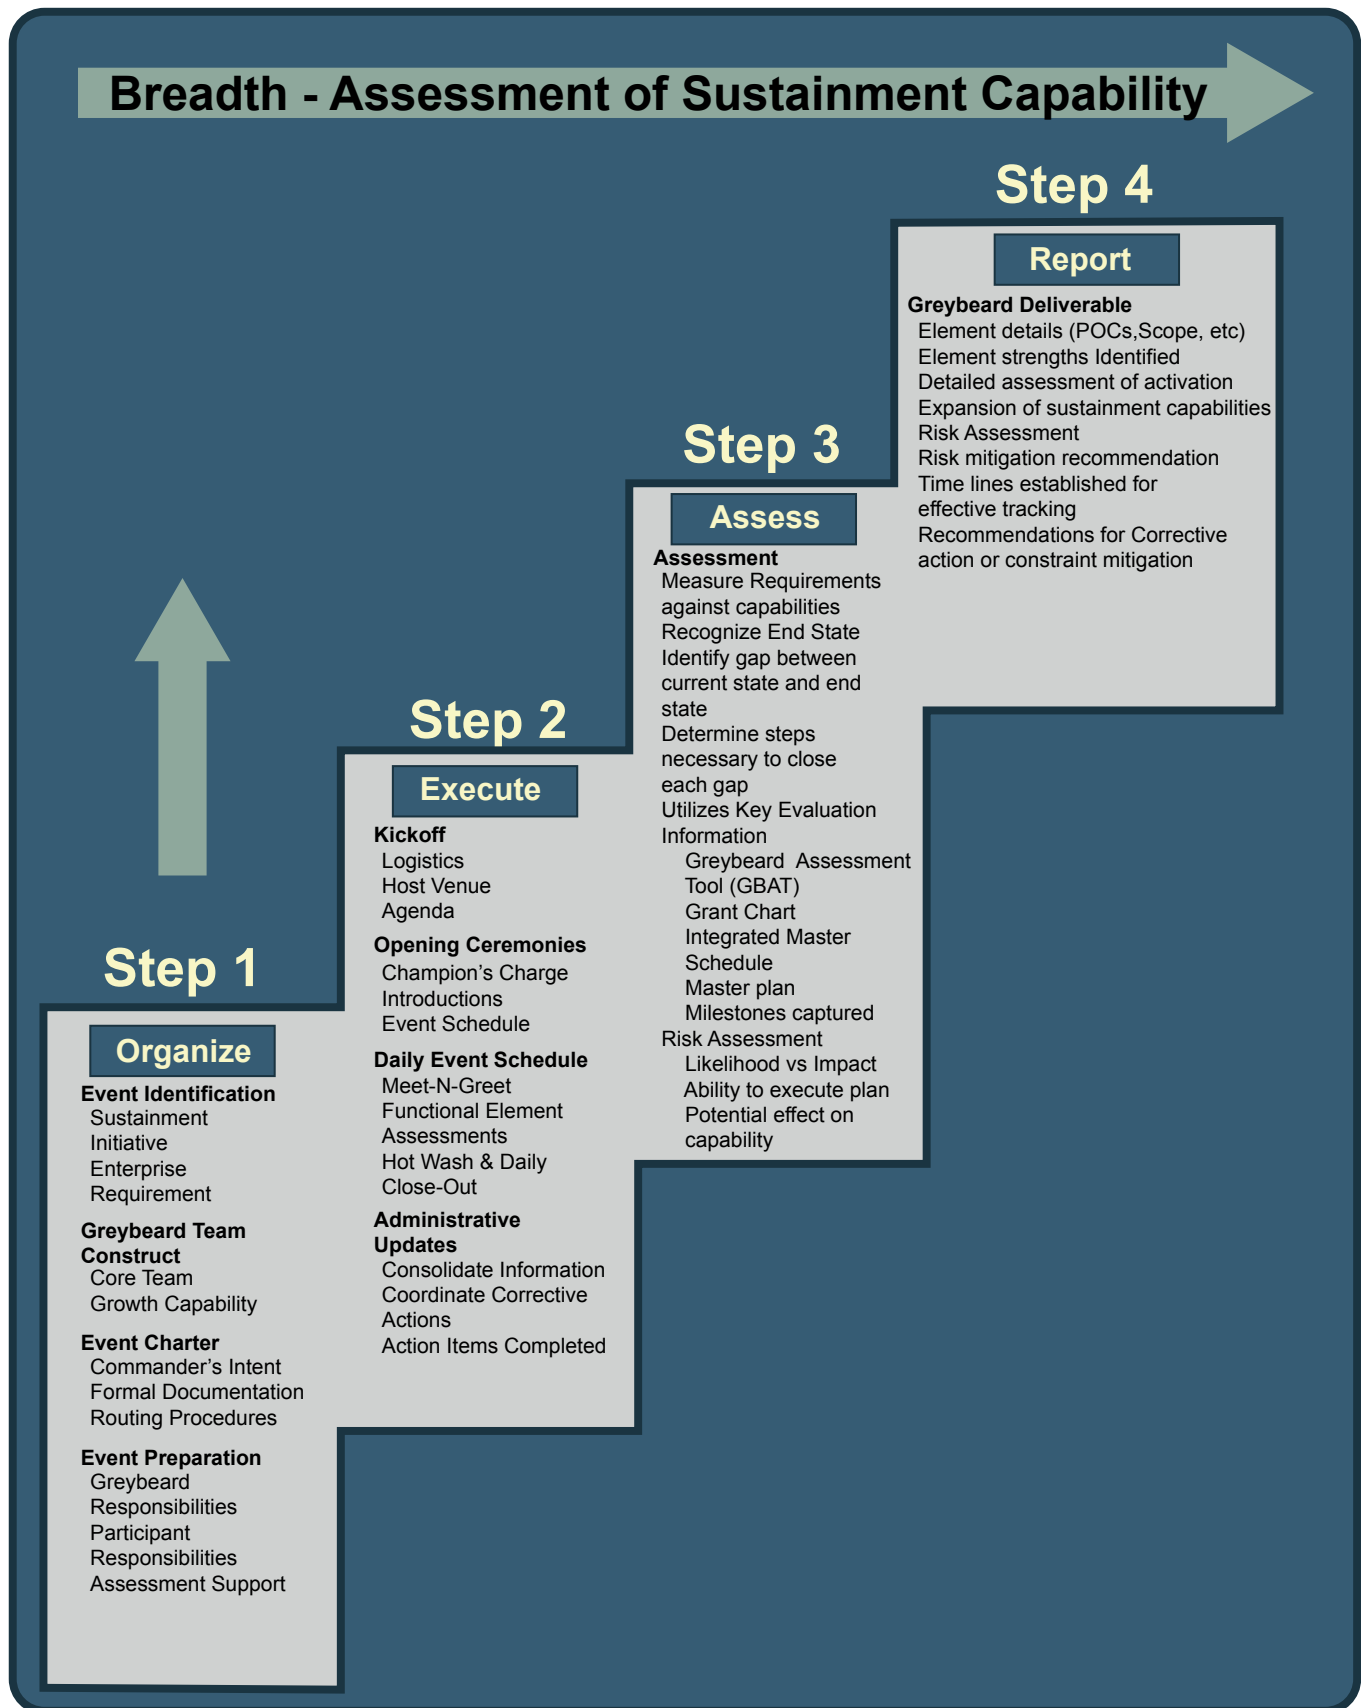 Breadth - Assessment of Sustainment Capability
Step 1
Organize
Event Identification
Sustainment
Initiative
Enterprise
Requirement
Greybeard Team
Construct
Core Team
Growth Capability
Event Charter
Commander’s Intent
Formal Documentation
Routing Procedures
Event Preparation
Greybeard
Responsibilities
Participant
Responsibilities
Assessment Support
Step 2
Execute
Kickoff
Logistics
Host Venue
Agenda
Opening Ceremonies
Champion’s Charge
Introductions
Event Schedule
Daily Event Schedule
Meet-N-Greet
Functional Element
Assessments
Hot Wash & Daily
Close-Out
Administrative
Updates
Consolidate Information
Coordinate Corrective
Actions
Action Items Completed
Step 3
Assess
Assessment
Measure Requirements
against capabilities
Recognize End State
Identify gap between
current state and end
state
Determine steps
necessary to close
each gap
Utilizes Key Evaluation
Information
Greybeard Assessment
Tool (GBAT)
Grant Chart
Integrated Master
Schedule
Master plan
Milestones captured
Risk Assessment
Likelihood vs Impact
Ability to execute plan
Potential effect on
capability
Step 4
Report
Greybeard Deliverable
Element details (POCs,Scope, etc)
Element strengths Identified
Detailed assessment of activation
Expansion of sustainment capabilities
Risk Assessment
Risk mitigation recommendation
Time lines established for
effective tracking
Recommendations for Corrective
action or constraint mitigation